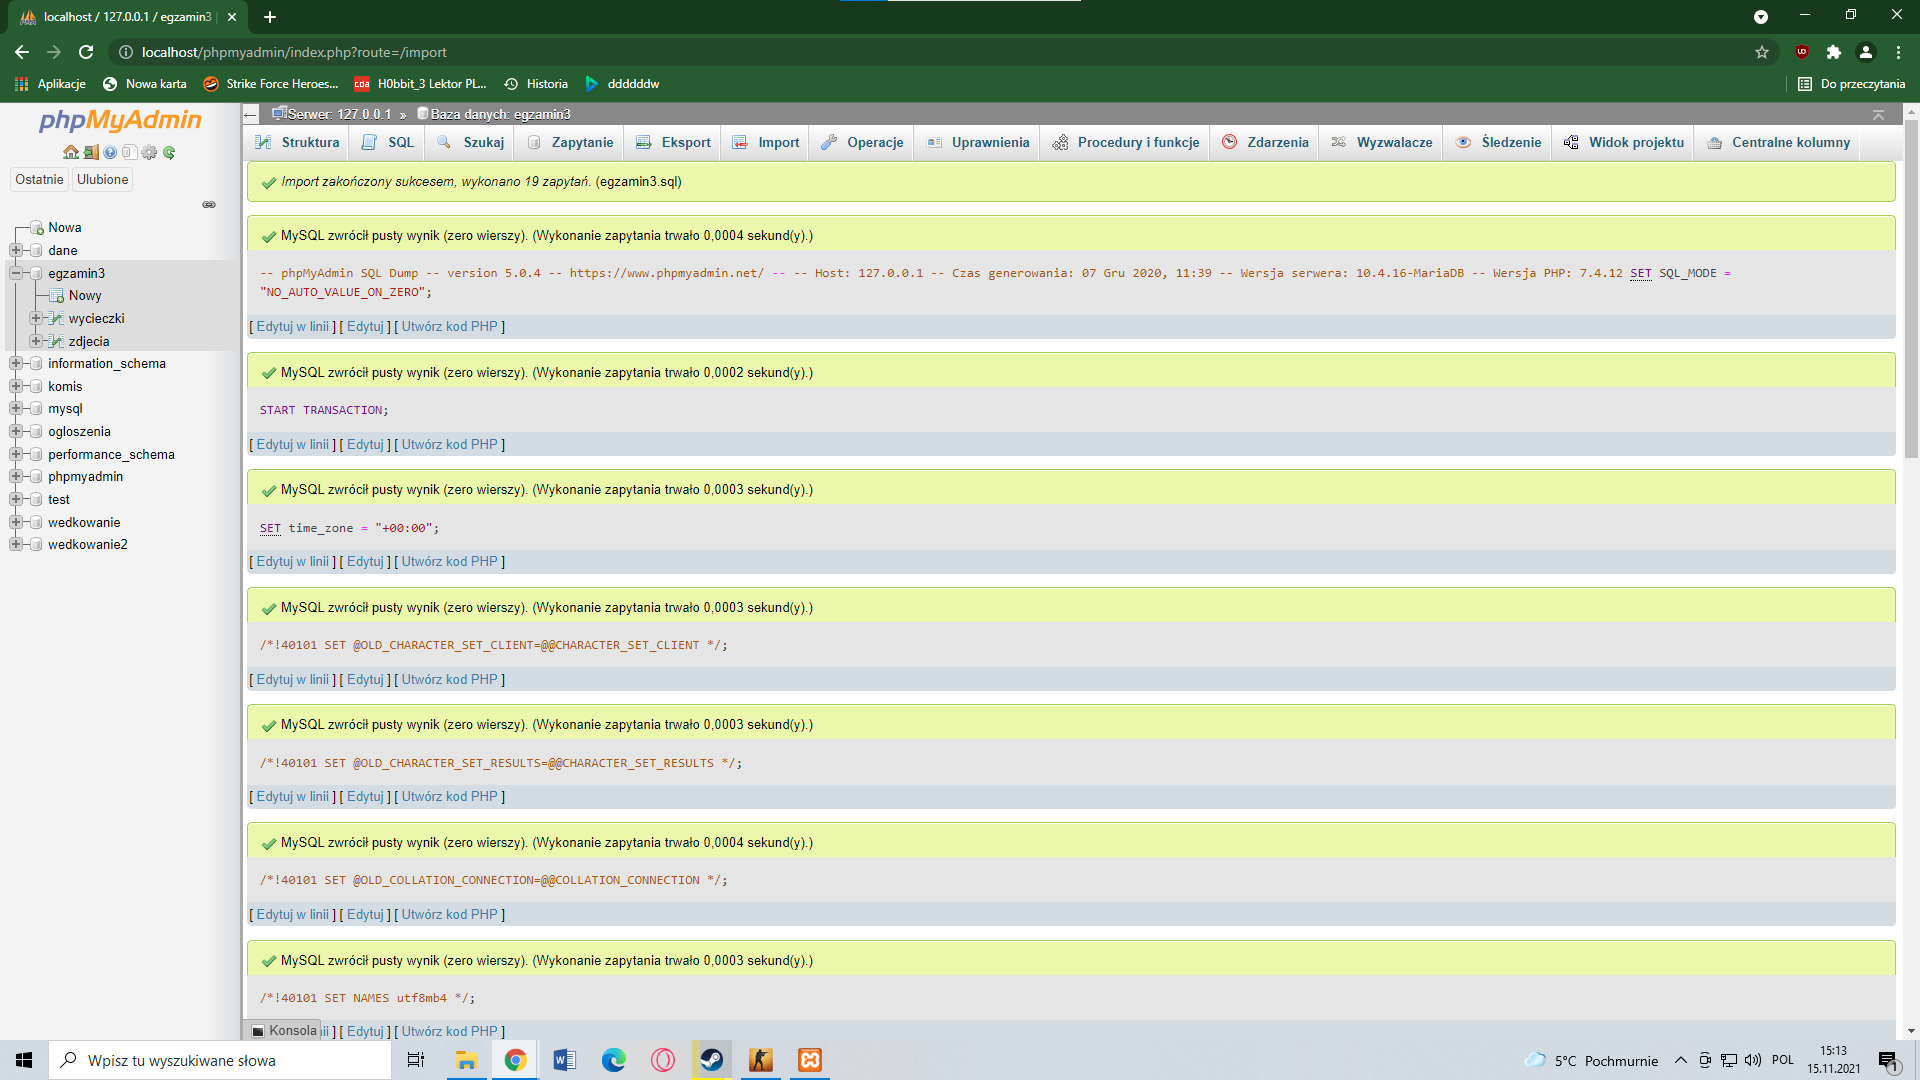 localhost / 127.0.0.1 / egzamin3
localhost/phpmyadmin/index.php?route=/import
Aplikacje
Nowa karta
Strike Force Heroes...
H0bbit_3 Lektor PL...
Historia
ddddddw
Do przeczytania
phpMyAdmin
Ostatnie
Ulubione
Nowa
dane
egzamin3
Nowy
wycieczki
zdjecia
information_schema
komis
mysql
ogloszenia
performance_schema
phpmyadmin
test
wedkowanie
wedkowanie2
Serwer: 127.0.0.1 » Baza danych: egzamin3
Struktura
SQL
Szukaj
Zapytanie
Eksport
Import
Operacje
Uprawnienia
Procedury i funkcje
Zdarzenia
Wyzwalacze
Śledzenie
Widok projektu
Centralne kolumny
Import zakończony sukcesem, wykonano 19 zapytań. (egzamin3.sql)
MySQL zwrócił pusty wynik (zero wierszy). (Wykonanie zapytania trwało 0,0004 sekund(y).)
-- phpMyAdmin SQL Dump -- version 5.0.4 -- https://www.phpmyadmin.net/ -- -- Host: 127.0.0.1 -- Czas generowania: 07 Gru 2020, 11:39 -- Wersja serwera: 10.4.16-MariaDB -- Wersja PHP: 7.4.12 SET SQL_MODE =
"NO_AUTO_VALUE_ON_ZERO";
[ Edytuj w linii ] [ Edytuj ] [ Utwórz kod PHP ]
MySQL zwrócił pusty wynik (zero wierszy). (Wykonanie zapytania trwało 0,0002 sekund(y).)
START TRANSACTION;
[ Edytuj w linii ] [ Edytuj ] [ Utwórz kod PHP ]
MySQL zwrócił pusty wynik (zero wierszy). (Wykonanie zapytania trwało 0,0003 sekund(y).)
SET time_zone = "+00:00";
[ Edytuj w linii ] [ Edytuj ] [ Utwórz kod PHP ]
MySQL zwrócił pusty wynik (zero wierszy). (Wykonanie zapytania trwało 0,0003 sekund(y).)
/*!40101 SET @OLD_CHARACTER_SET_CLIENT=@@CHARACTER_SET_CLIENT */;
[ Edytuj w linii ] [ Edytuj ] [ Utwórz kod PHP ]
MySQL zwrócił pusty wynik (zero wierszy). (Wykonanie zapytania trwało 0,0003 sekund(y).)
/*!40101 SET @OLD_CHARACTER_SET_RESULTS=@@CHARACTER_SET_RESULTS */;
[ Edytuj w linii ] [ Edytuj ] [ Utwórz kod PHP ]
MySQL zwrócił pusty wynik (zero wierszy). (Wykonanie zapytania trwało 0,0004 sekund(y).)
/*!40101 SET @OLD_COLLATION_CONNECTION=@@COLLATION_CONNECTION */;
[ Edytuj w linii ] [ Edytuj ] [ Utwórz kod PHP ]
MySQL zwrócił pusty wynik (zero wierszy). (Wykonanie zapytania trwało 0,0003 sekund(y).)
/*!40101 SET NAMES utf8mb4 */;
Konsola
nii ] [ Edytuj ] [ Utwórz kod PHP ]
Wpisz tu wyszukiwane słowa
5°C Pochmurnie
POL
15:13
15.11.2021
1